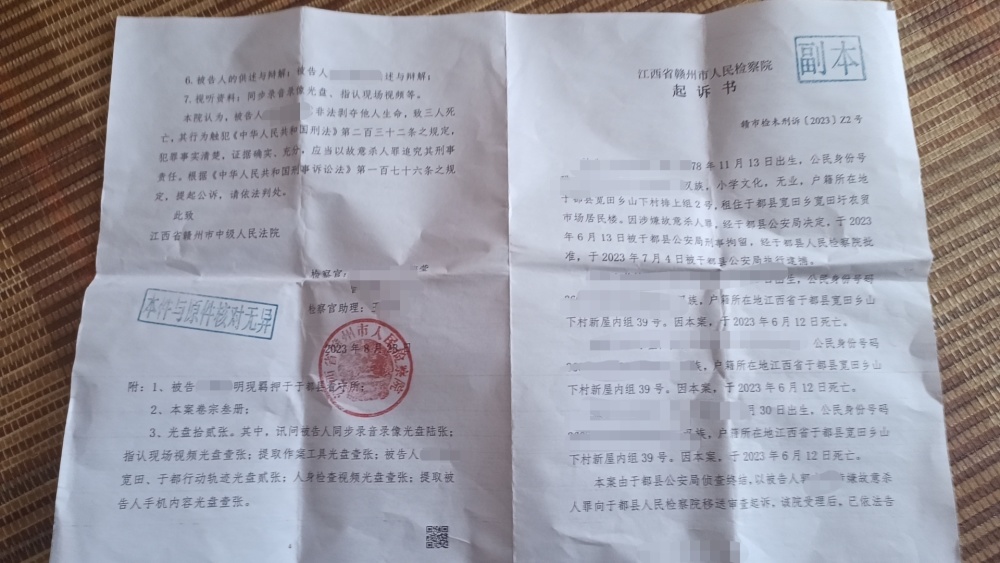 6. 被告人的供述与辩解：被告人 述与辩解；
7. 视听资料：同步录音录像光盘、指认现场视频等。
本院认为，被告人 非法剥夺他人生命，致三人死
亡，其行为触犯《中华人民共和国刑法》第二百三十二条之规定，
犯罪事实清楚，证据确实、充分，应当以故意杀人罪追究其刑事
责任。根据《中华人民共和国刑事诉讼法》第一百七十六条之规
定，提起公诉，请依法判处。
此致
江西省赣州市中级人民法院
检察官：
检察官助理：
2023年8月 日
本件与原件核对无异
附：1、被告 明现羁押于于都县看守所；
2、本案卷宗叁册；
3、光盘拾贰张。其中，讯问被告人同步录音录像光盘陆张；
指认现场视频光盘壹张；提取作案工具光盘壹张；被告人
宽田、于都行动轨迹光盘贰张；人身检查视频光盘壹张；提取被
告人手机内容光盘壹张。
副本
江西省赣州市人民检察院
起诉书
赣市检未刑诉〔2023〕Z2号
78年11月13日出生，公民身份号
汉族，小学文化，无业，户籍所在地
于都县宽田乡山下村排上组2号，租住于都县宽田乡宽田圩农贸
市场居民楼。因涉嫌故意杀人罪，经于都县公安局决定，于2023
年6月13日被于都县公安局刑事拘留，经于都县人民检察院批
准，于2023年7月4日被于都县公安局执行逮捕。
日出生，公民身份号码
族，户籍所在地江西省于都县宽田乡山
下村新屋内组39号。因本案，于2023年6月12日死亡。
公民身份号码
，户籍所在地江西省于都县宽田乡山
下村新屋内组39号。因本案，于2023年6月12日死亡。
月30日出生，公民身份号码
族，户籍所在地江西省于都县宽田乡山
下村新屋内组39号。因本案，于2023年6月12日死亡。
本案由于都县公安局侦查终结，以被告人 嫌故意杀
人罪向于都县人民检察院移送审查起诉，该院受理后，已依法告